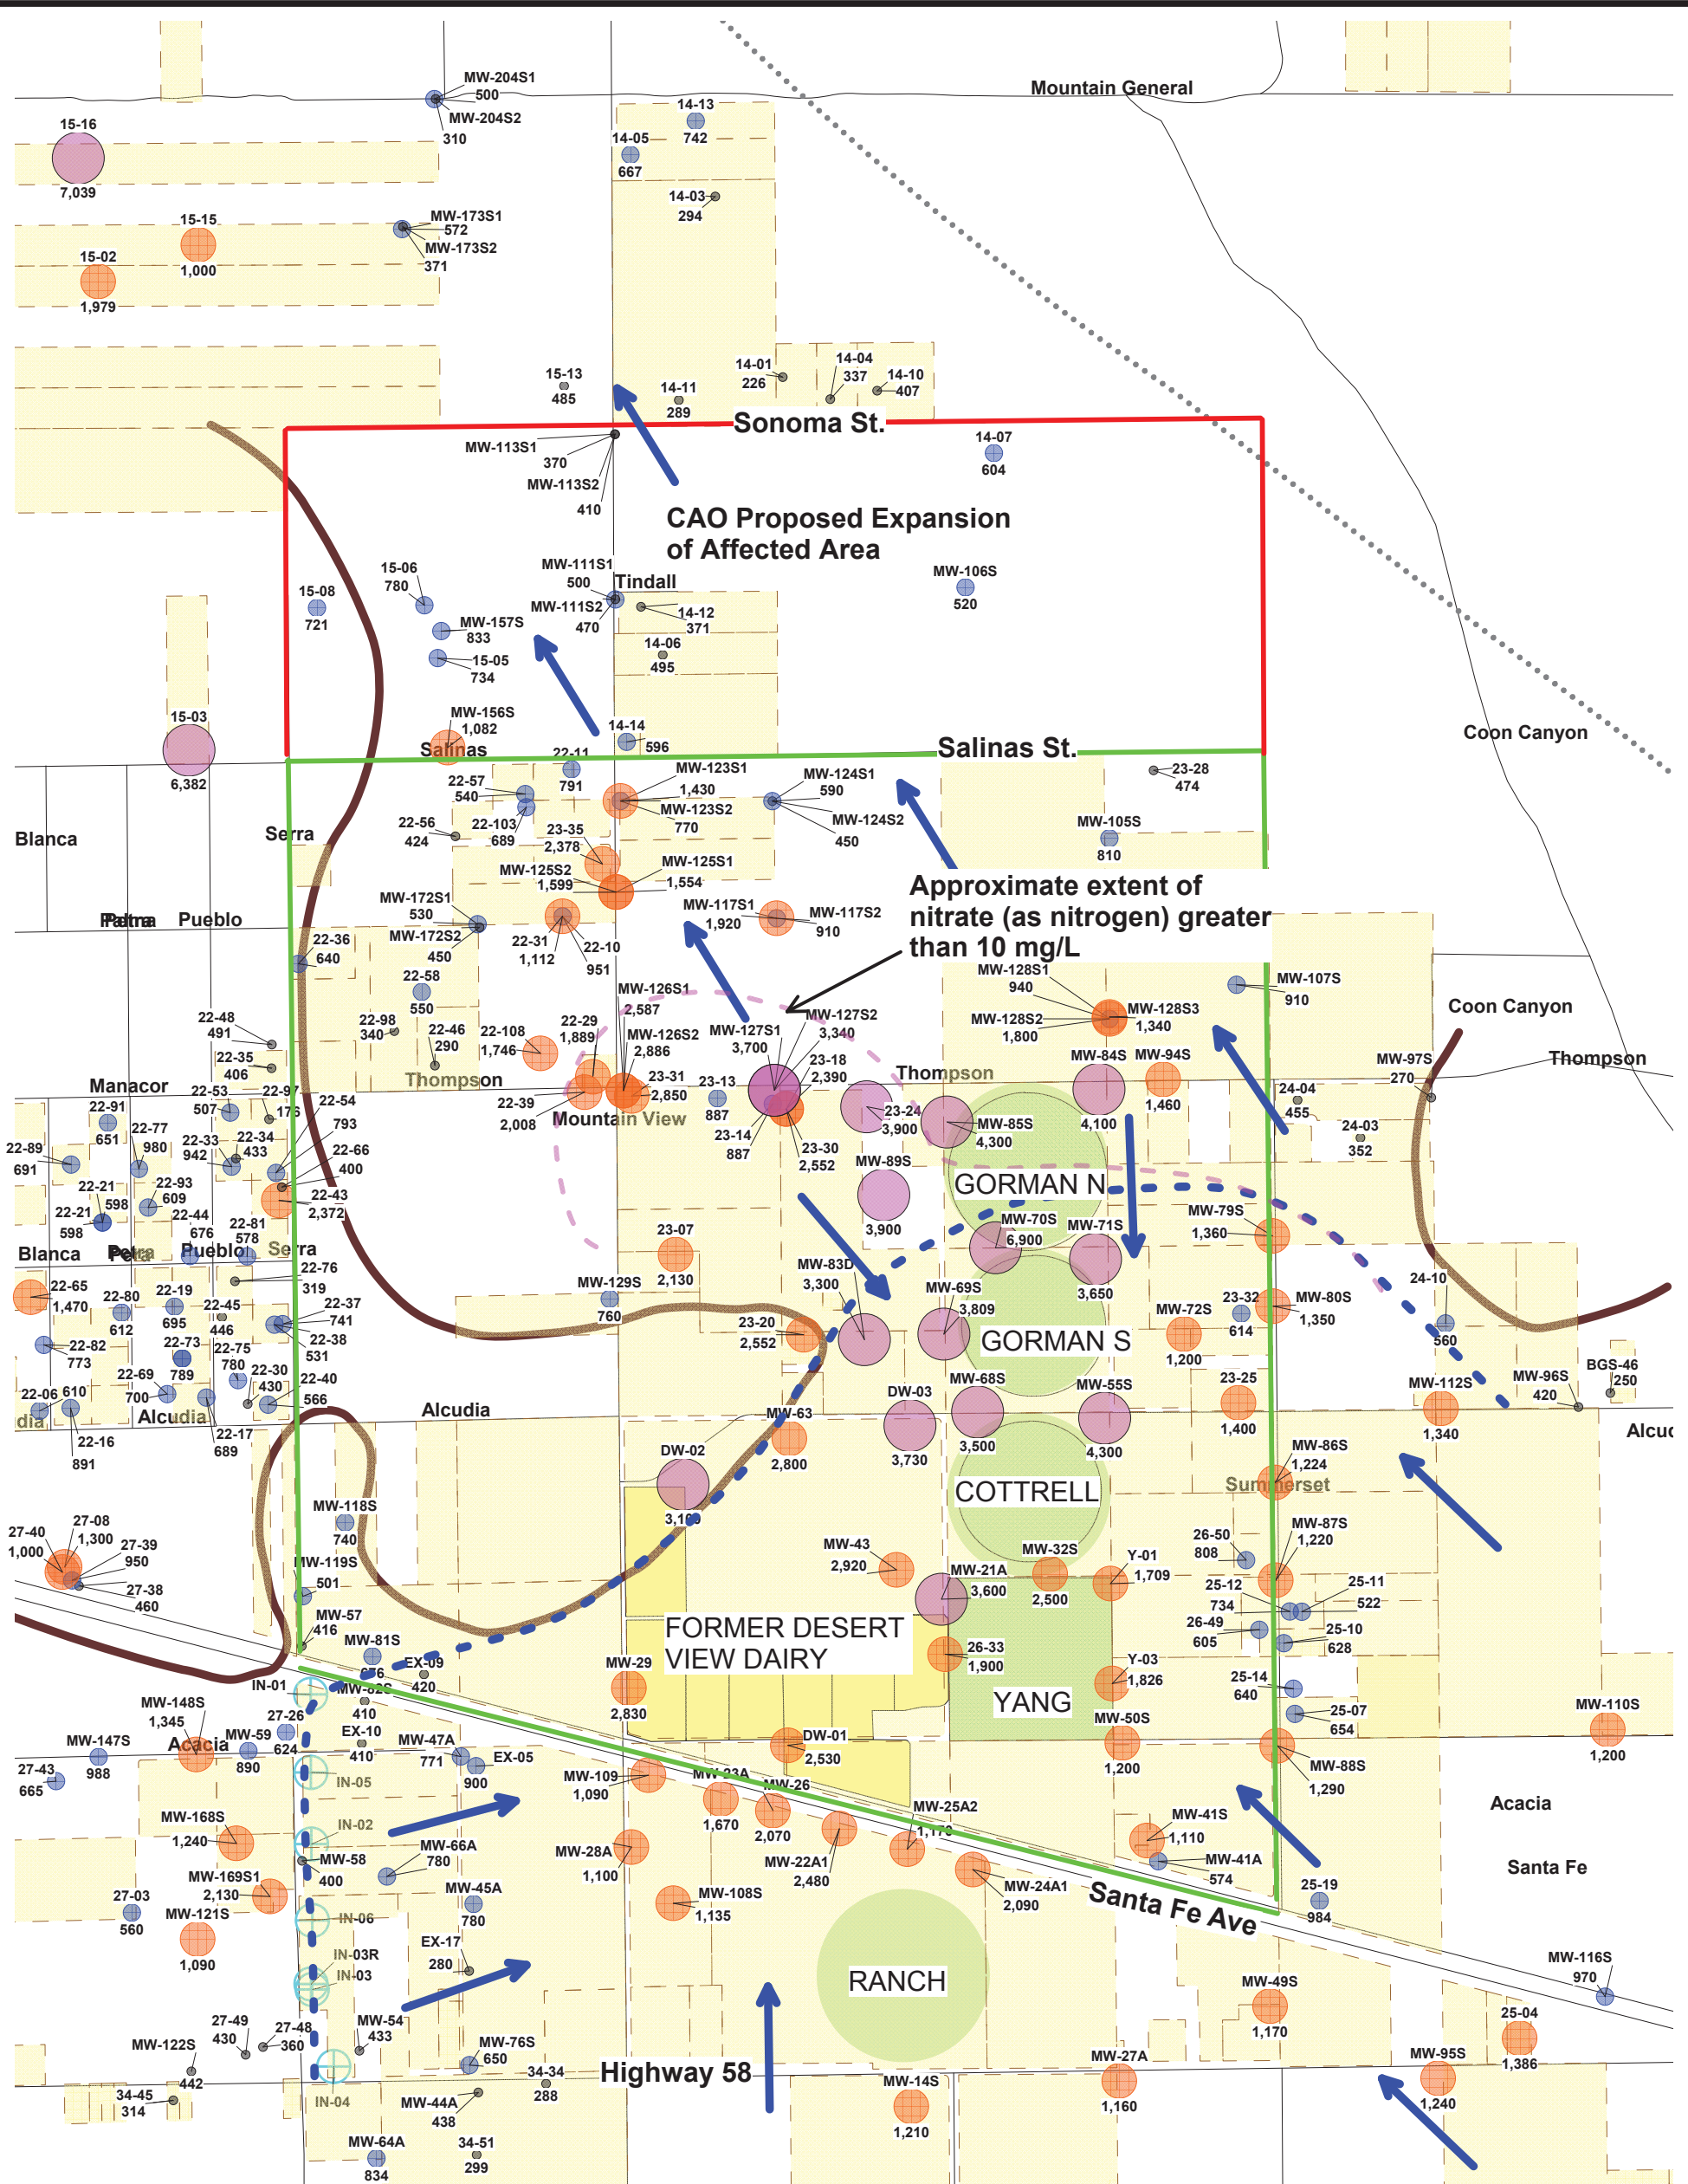 Mountain General
MW-204S1
500
MW-204S2
310
14-13
742
14-05
667
15-16
7,039
14-03
294
15-15
1,000
MW-173S1
572
MW-173S2
371
15-02
1,979
15-13
485
14-11
289
14-01
226
14-04
337
14-10
407
Sonoma St.
MW-113S1
370
MW-113S2
410
14-07
604
CAO Proposed Expansion
of Affected Area
15-08
721
15-06
780
MW-157S
833
15-05
734
MW-111S1
500
MW-111S2
470
Tindall
14-12
371
14-06
495
MW-106S
520
15-03
6,382
MW-156S
1,082
Salinas
14-14
596
Salinas St.
Coon Canyon
22-11
791
22-57
540
22-103
689
22-56
424
MW-123S1
1,430
MW-123S2
770
MW-124S1
590
MW-124S2
450
23-28
474
MW-105S
810
Blanca
Serra
23-35
2,378
MW-125S2
1,599
MW-125S1
1,554
Approximate extent of
nitrate (as nitrogen) greater
than 10 mg/L
Petra
Pueblo
MW-172S1
530
MW-172S2
450
22-31
1,112
22-10
951
MW-117S1
1,920
MW-117S2
910
22-36
640
22-58
550
22-98
340
22-46
290
22-108
1,746
22-29
1,889
MW-126S1
2,587
MW-126S2
2,886
23-31
2,850
MW-127S1
3,700
MW-127S2
3,340
23-18
2,390
MW-128S1
940
MW-128S2
1,800
MW-128S3
1,340
MW-107S
910
Coon Canyon
Thompson
22-48
491
22-35
406
Manacor
22-91
651
22-53
507
22-97
176
22-54
793
Thompson
22-39
2,008
Mountain View
23-13
887
23-14
887
23-30
2,552
23-24
3,900
Thompson
MW-84S
4,100
MW-94S
1,460
MW-85S
4,300
MW-97S
270
24-04
455
24-03
352
22-89
691
22-77
980
22-33
942
22-34
433
22-66
400
22-43
2,372
22-21
598
22-21
598
22-93
609
22-44
676
22-81
578
MW-89S
3,900
GORMAN N
Blanca
Petra
Pueblo
Serra
22-76
319
23-07
2,130
MW-70S
6,900
MW-71S
3,650
MW-79S
1,360
22-65
1,470
22-80
612
22-19
695
22-45
446
22-37
741
22-38
531
MW-129S
760
MW-83D
3,300
MW-69S
3,809
MW-72S
1,200
23-32
614
MW-80S
1,350
24-10
560
22-82
773
22-73
789
22-75
780
22-30
430
22-40
566
22-69
700
22-17
689
22-06
610
22-16
891
dia
Alcudia
Alcudia
23-20
2,552
GORMAN S
MW-63
2,800
DW-03
3,730
MW-68S
3,500
MW-55S
4,300
23-25
1,400
MW-112S
1,340
MW-96S
420
BGS-46
250
Alcud
DW-02
3,100
COTTRELL
MW-86S
1,224
Summerset
MW-118S
740
27-40
1,000
27-08
1,300
27-39
950
27-38
460
MW-119S
501
MW-43
2,920
MW-32S
2,500
Y-01
1,709
MW-21A
3,600
26-50
808
MW-87S
1,220
25-12
734
25-11
522
26-49
605
25-10
628
MW-57
416
FORMER DESERT
VIEW DAIRY
26-33
1,900
MW-81S
676
EX-09
420
MW-29
2,830
YANG
Y-03
1,826
25-14
640
25-07
654
MW-110S
1,200
IN-01
MW-82S
410
EX-10
410
MW-148S
1,345
27-26
624
MW-59
890
Acacia
MW-147S
988
27-43
665
MW-47A
771
EX-05
900
DW-01
2,530
MW-50S
1,200
MW-88S
1,290
IN-05
MW-109
1,090
MW-23A
1,670
MW-26
2,070
MW-25A2
1,170
Acacia
MW-168S
1,240
IN-02
MW-58
400
MW-66A
780
MW-28A
1,100
MW-22A1
2,480
MW-24A1
2,090
MW-41S
1,110
MW-41A
574
Santa Fe
MW-169S1
2,130
27-03
560
MW-121S
1,090
MW-45A
780
MW-108S
1,135
Santa Fe Ave
25-19
984
IN-06
EX-17
280
IN-03R
IN-03
RANCH
MW-116S
970
MW-49S
1,170
25-04
1,386
27-49
430
27-48
360
MW-54
433
MW-122S
442
MW-76S
650
34-34
288
Highway 58
MW-27A
1,160
MW-95S
1,240
34-45
314
IN-04
MW-44A
438
MW-14S
1,210
MW-64A
834
34-51
299